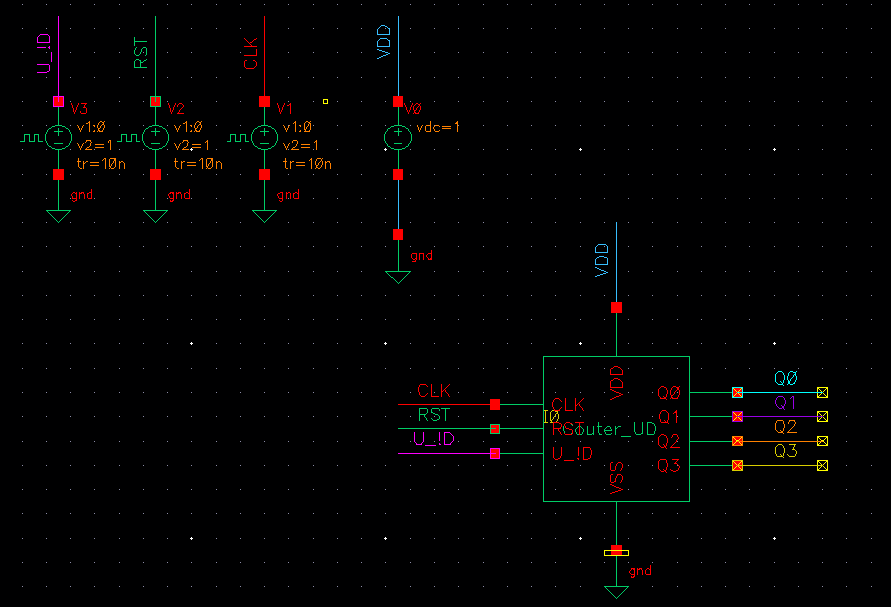 U_!D
RST
CLK
VDD
V3
v1:0
v2=1
tr=10n
gnd
V2
v1:0
v2=1
tr=10n
gnd
V1
v1:0
v2=1
tr=10n
gnd
V0
vdc=1
gnd
VDD
CLK
RST
U_!D
VDD
CLK
I0
RST
outer_UD
U_!D
VSS
Q0
Q1
Q2
Q3
Q0
Q1
Q2
Q3
gnd